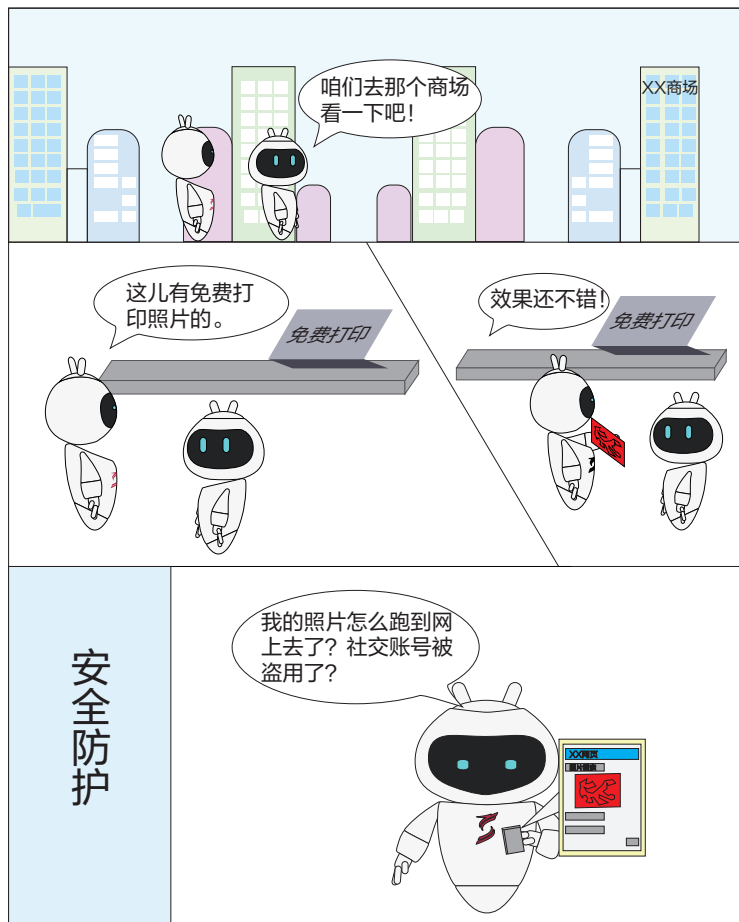 咱们去那个商场
看一下吧！
XX商场
这儿有免费打
印照片的。
免费打印
效果还不错！
免费打印
安全防护
我的照片怎么跑到网
上去了？社交账号被
盗用了？
XX网页